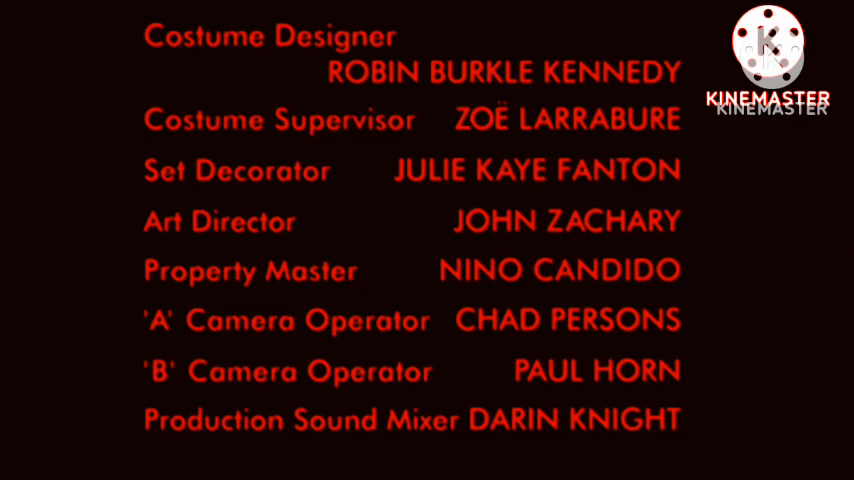 Costume Designer
ROBIN BURKLE KENNEDY
Costume Supervisor ZOË LARRABURE
Set Decorator JULIE KAYE FANTON
Art Director JOHN ZACHARY
Property Master NINO CANDIDO
'A' Camera Operator CHAD PERSONS
'B' Camera Operator PAUL HORN
Production Sound Mixer DARIN KNIGHT
K
KINEMASTER
KINEMASTER